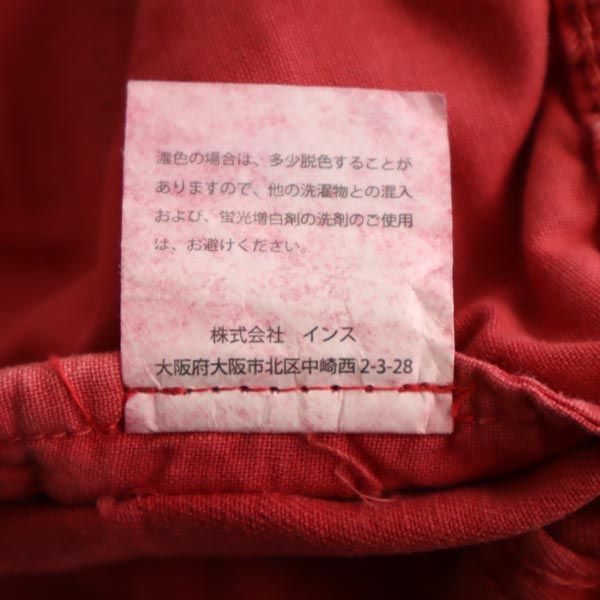 濃色の場合は、多少脱色することが
ありますので、他の洗濯物との混入
および、蛍光増白剤の洗剤のご使用
は、お避けください。
株式会社 インス
大阪府大阪市北区中崎西2-3-28